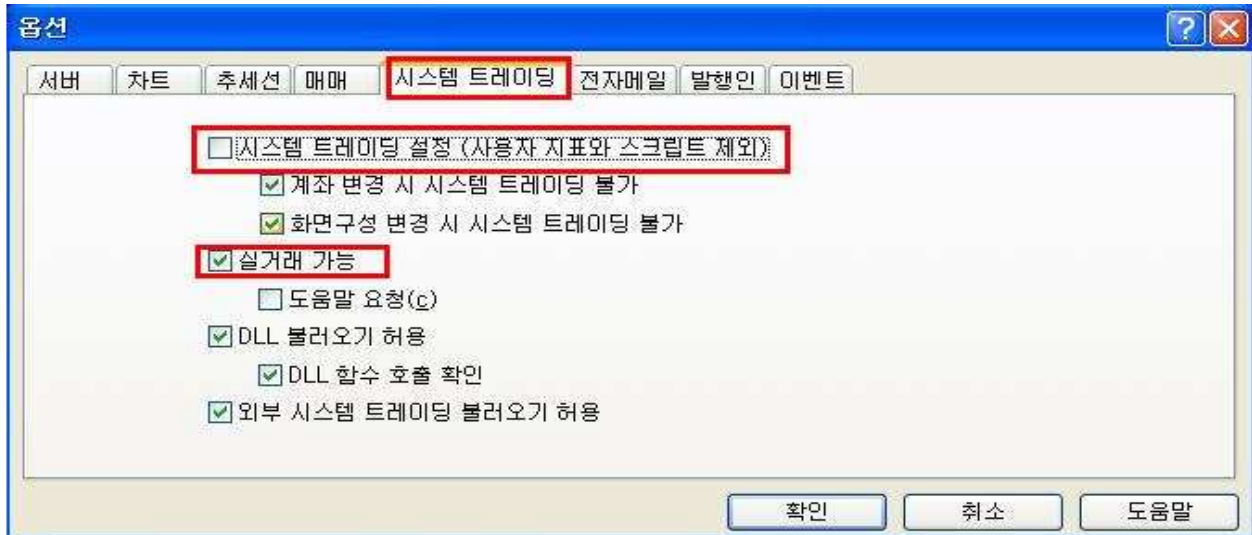 옵션
서버 차트 추세선 매매 시스템 트레이딩 전자메일 발행인 이벤트
시스템 트레이딩 설정 (사용자 지표와 스크립트 제외)
계좌 변경 시 시스템 트레이딩 불가
화면구성 변경 시 시스템 트레이딩 불가
실거래 가능
도움말 요청(c)
DLL 불러오기 허용
DLL 함수 호출 확인
외부 시스템 트레이딩 불러오기 허용
확인 취소 도움말